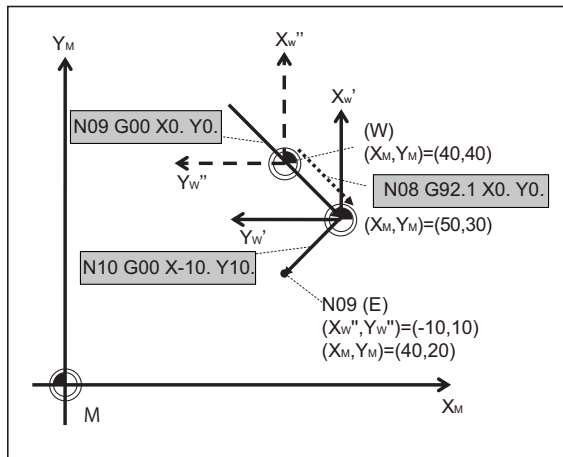 YM
Xw"
Xw'
N09 G00 X0. Y0.
(W)
(XM,YM)=(40,40)
Yw"
N08 G92.1 X0. Y0.
Yw'
(XM,YM)=(50,30)
N10 G00 X-10. Y10.
N09 (E)
(Xw",Yw")=(-10,10)
(XM,YM)=(40,20)
M
XM